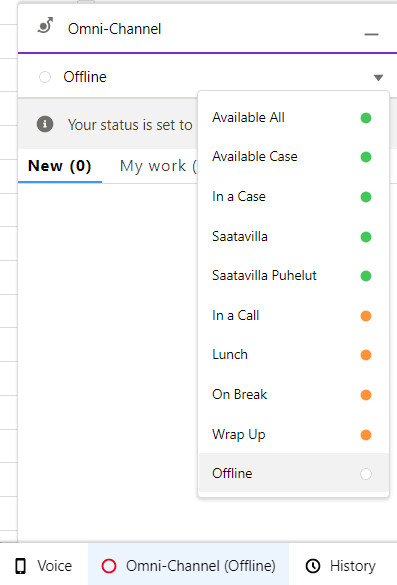 Omni-Channel
Offline
Your status is set to
New (0)
My work (
Available All
Available Case
In a Case
Saatavilla
Saatavilla Puhelut
In a Call
Lunch
On Break
Wrap Up
Offline
Voice
Omni-Channel (Offline)
History